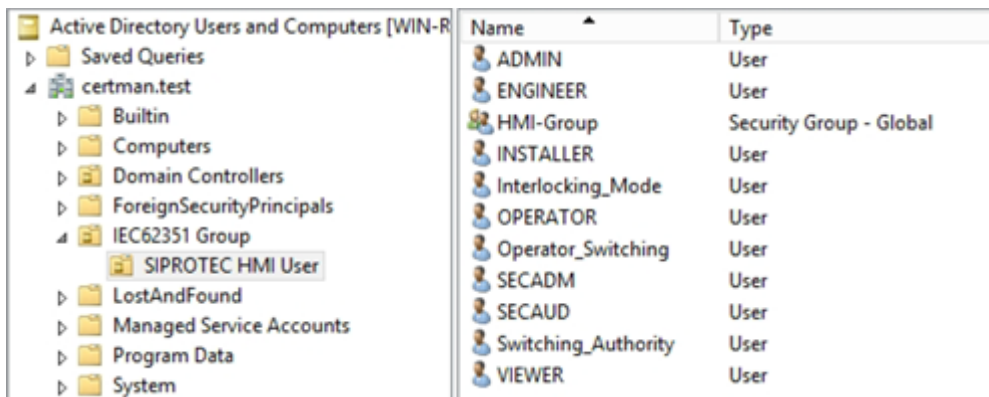 Active Directory Users and Computers [WIN-R
Saved Queries
certman.test
Builtin
Computers
Domain Controllers
ForeignSecurityPrincipals
IEC62351 Group
SIPROTEC HMI User
LostAndFound
Managed Service Accounts
Program Data
System
Name Type
ADMIN User
ENGINEER User
HMI-Group Security Group - Global
INSTALLER User
Interlocking_Mode User
OPERATOR User
Operator_Switching User
SECADM User
SECAUD User
Switching_Authority User
VIEWER User